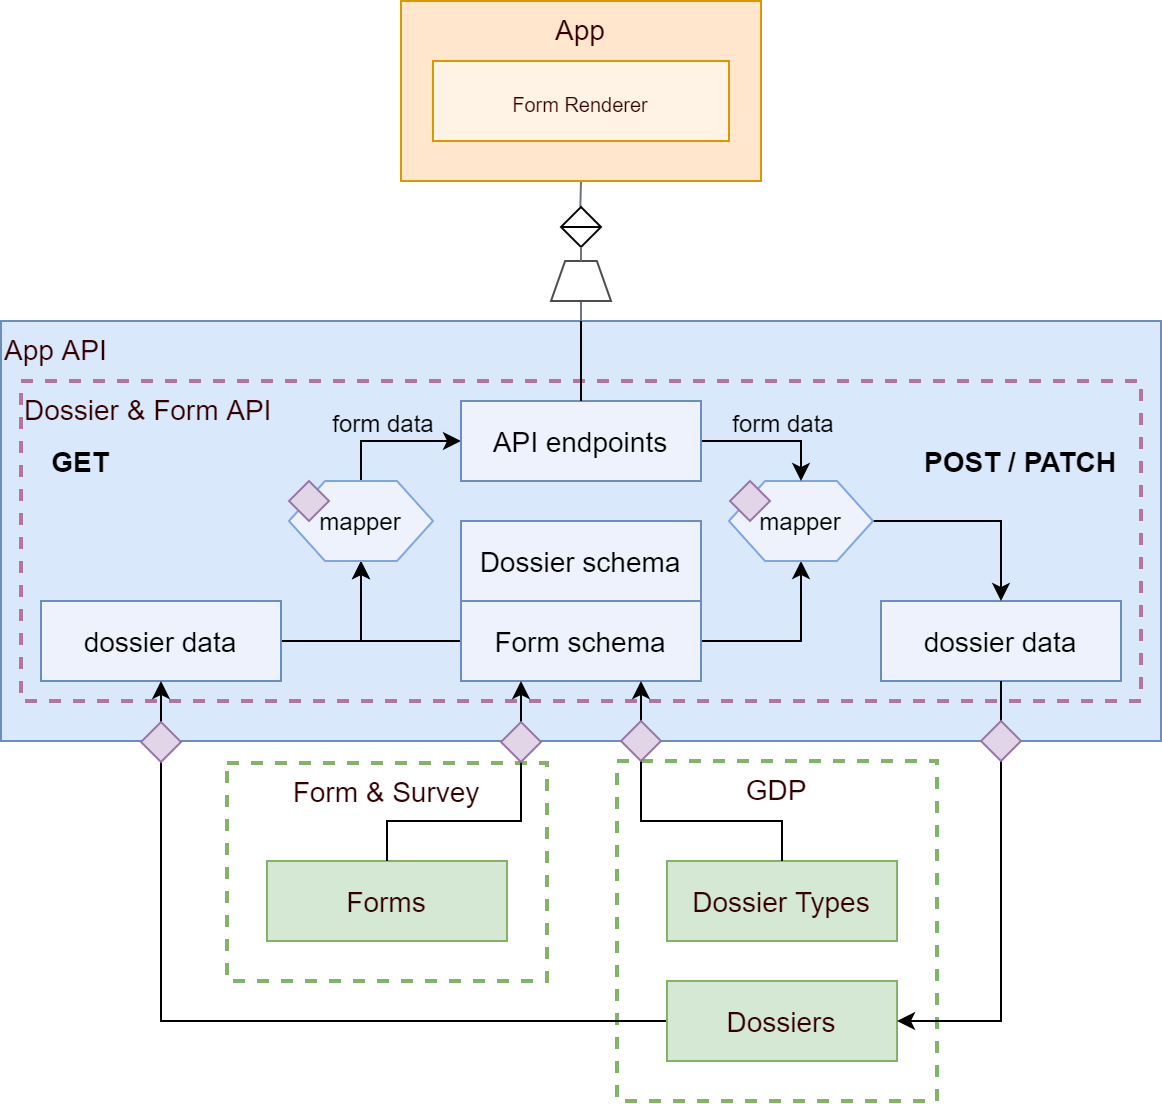 App
Form Renderer
App API
Dossier & Form API
form data
API endpoints
form data
GET
POST / PATCH
mapper
mapper
Dossier schema
dossier data
Form schema
dossier data
Form & Survey
GDP
Forms
Dossier Types
Dossiers